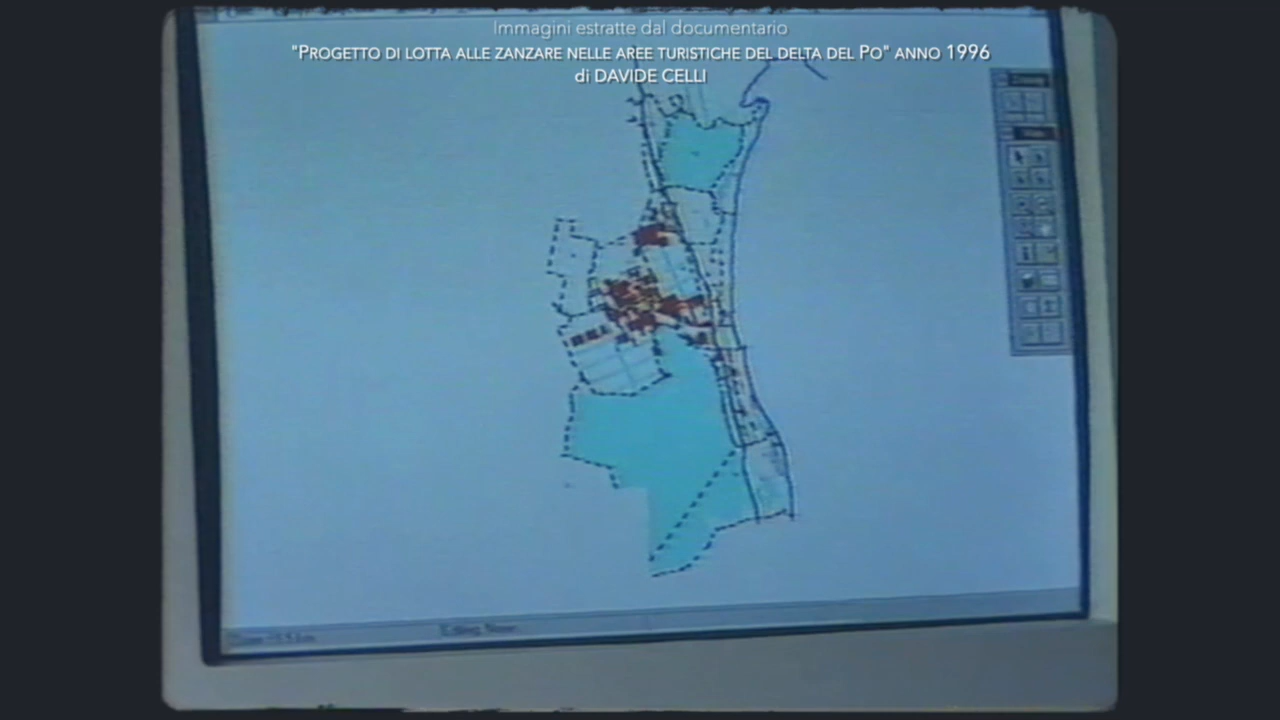 Immagini estratte dal documentario
"PROGETTO DI LOTTA ALLE ZANZARE NELLE AREE TURISTICHE DEL DELTA DEL PO" ANNO 1996
di DAVIDE CELLI